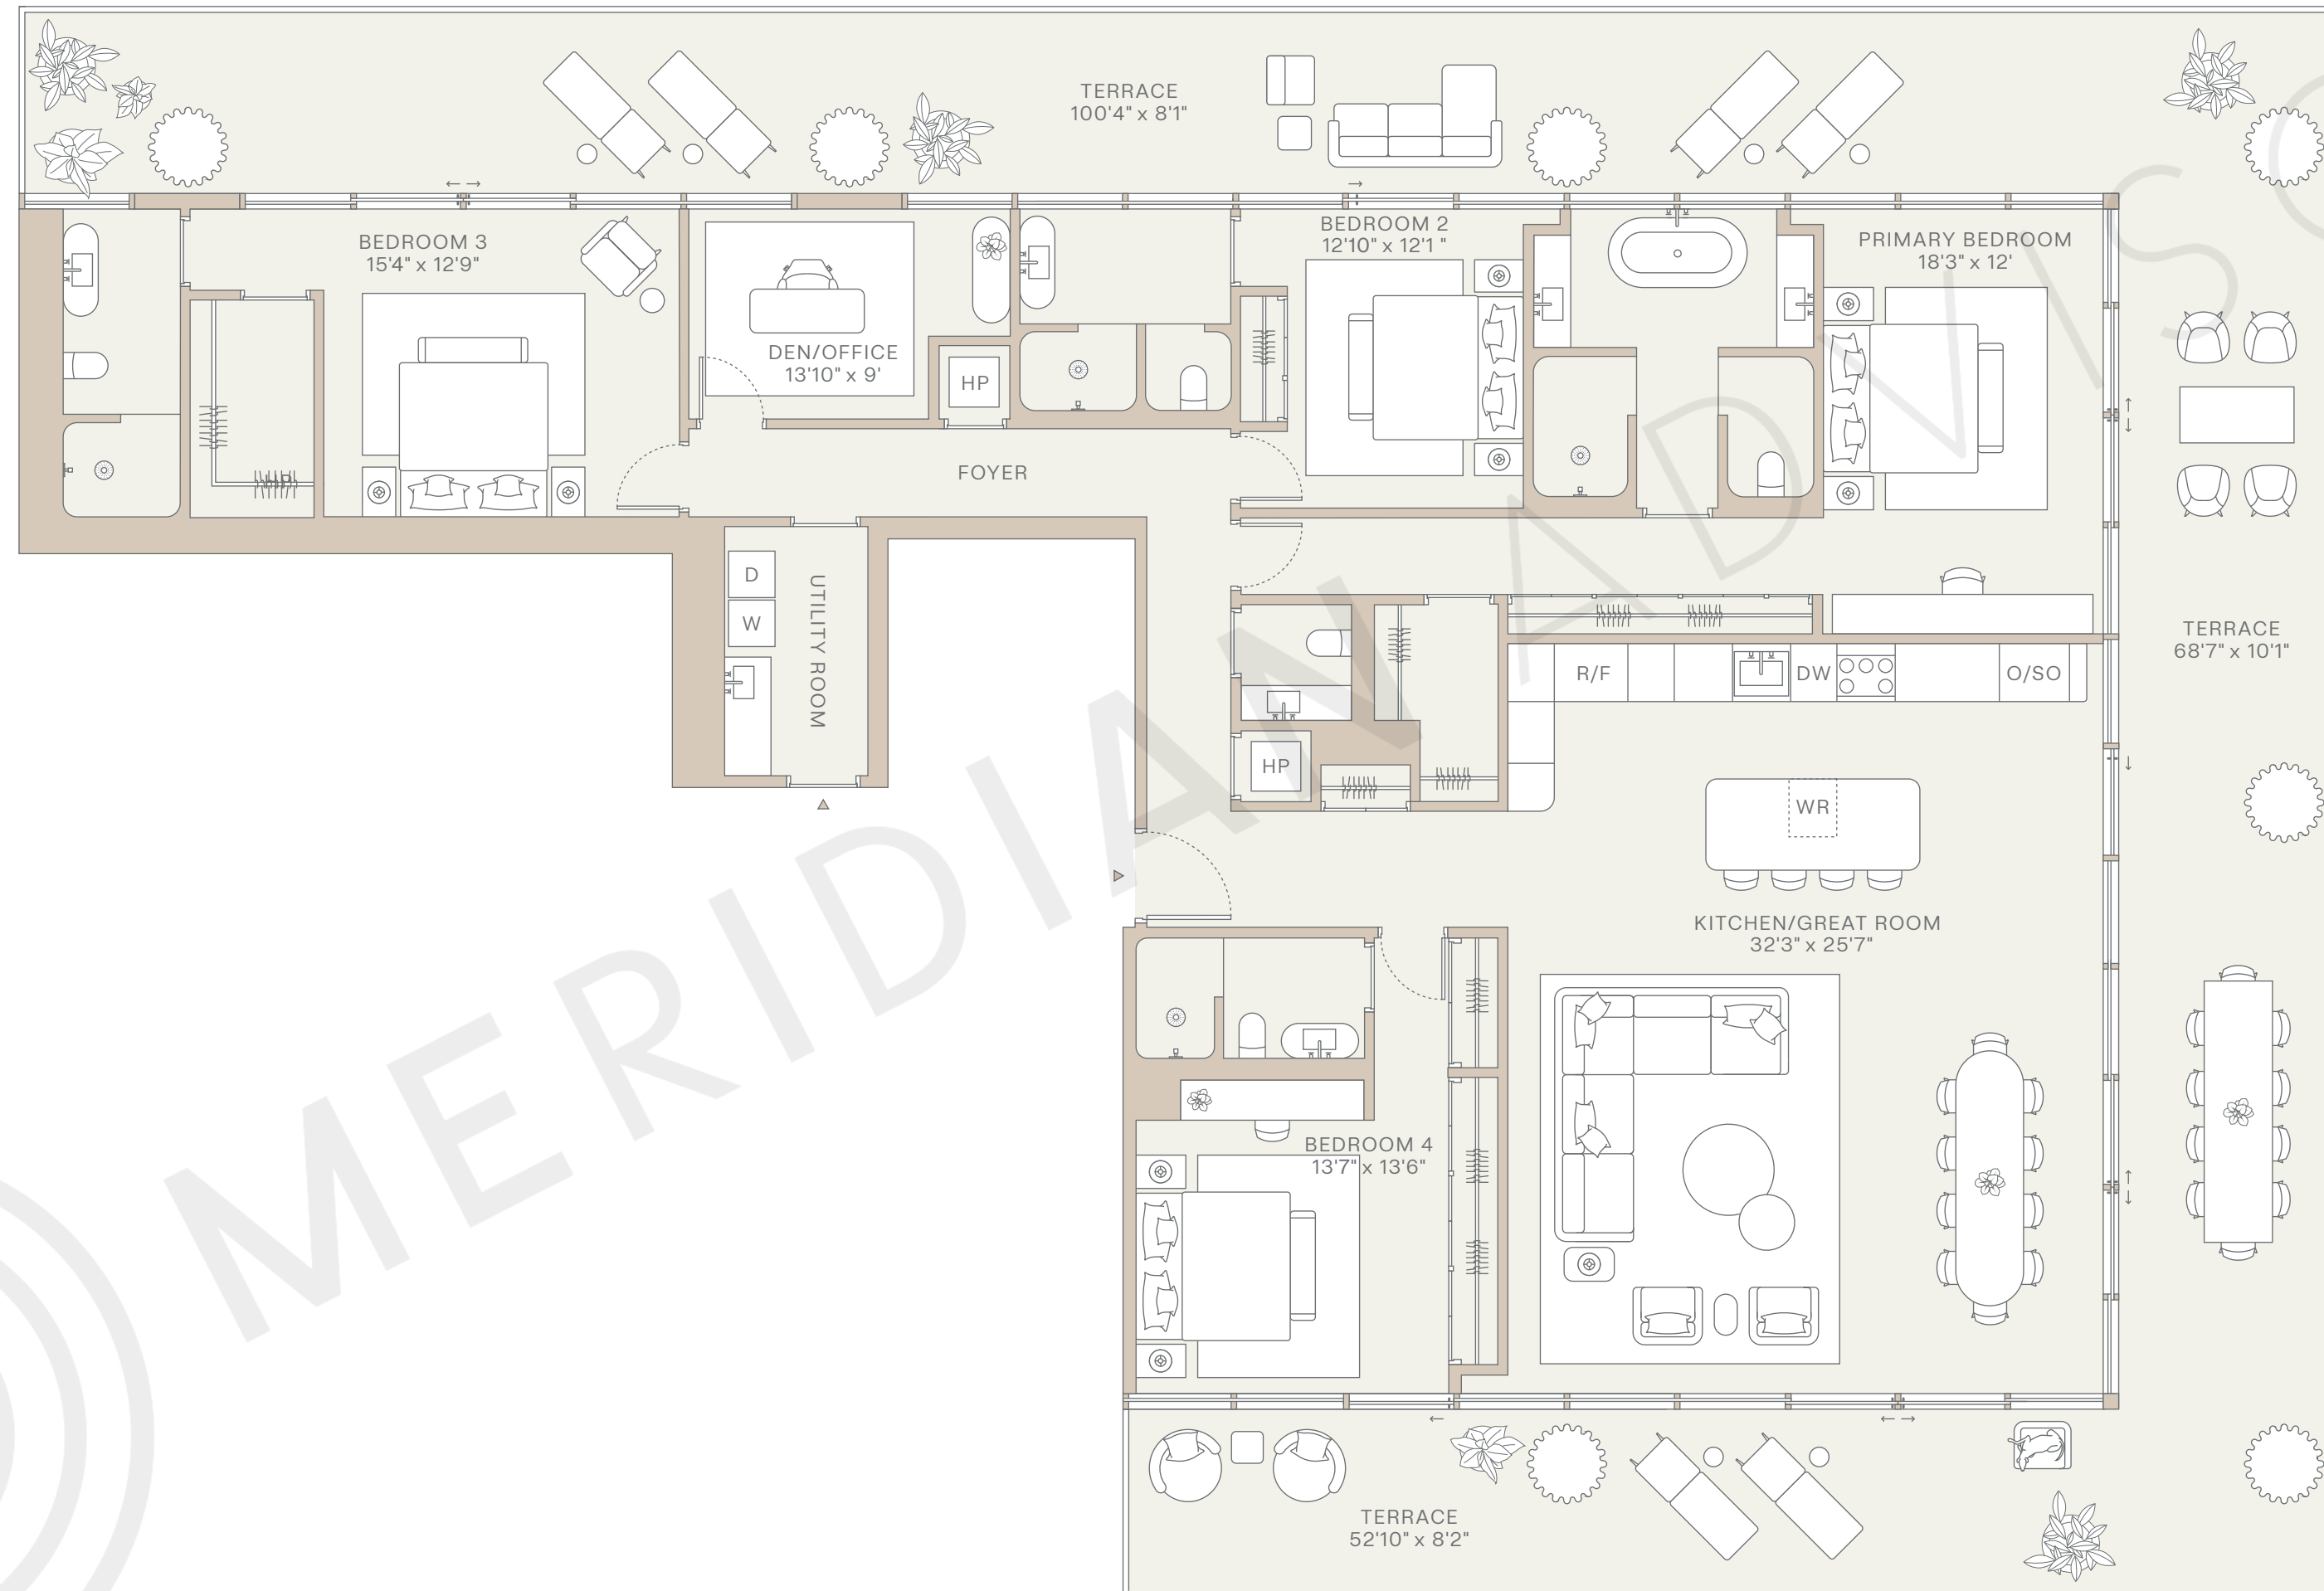 TERRACE
100'4" x 8'1"
BEDROOM 3
15'4" x 12'9"
DEN/OFFICE
13'10" x 9'
HP
BEDROOM 2
12'10" x 12'1 "
PRIMARY BEDROOM
18'3" x 12'
FOYER
D
W
UTILITY ROOM
TERRACE
68'7" x 10'1"
R/F
DW
O/SO
HP
WR
KITCHEN/GREAT ROOM
32'3" x 25'7"
BEDROOM 4
13'7" x 13'6"
TERRACE
52'10" x 8'2"
MERIDIAN ADVISO